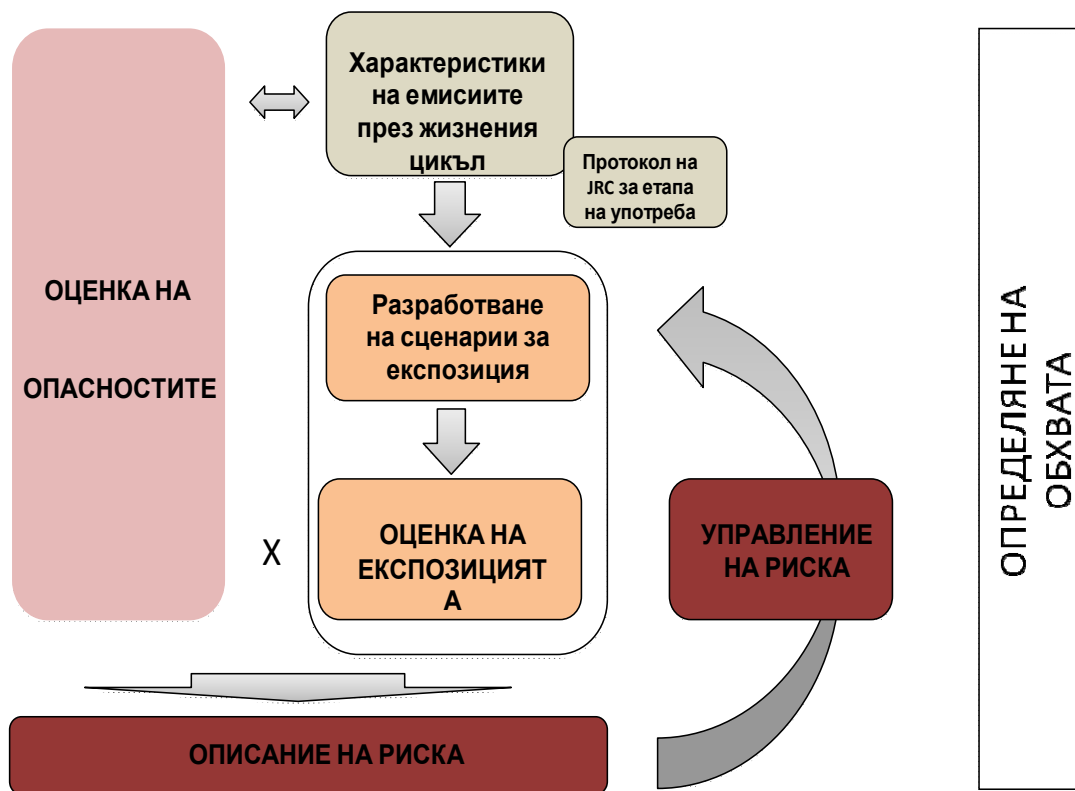 Характеристики
на емисиите
през жизнения
цикъл
Протокол на
JRC за етапа
на употреба
ОЦЕНКА НА
ОПАСНОСТИТЕ
Разработване
на сценарии за
експозиция
X
ОЦЕНКА НА
ЕКСПОЗИЦИЯТ
А
УПРАВЛЕНИЕ
НА РИСКА
ОПИСАНИЕ НА РИСКА
ОПРЕДЕЛЯНЕ НА
ОБХВАТА